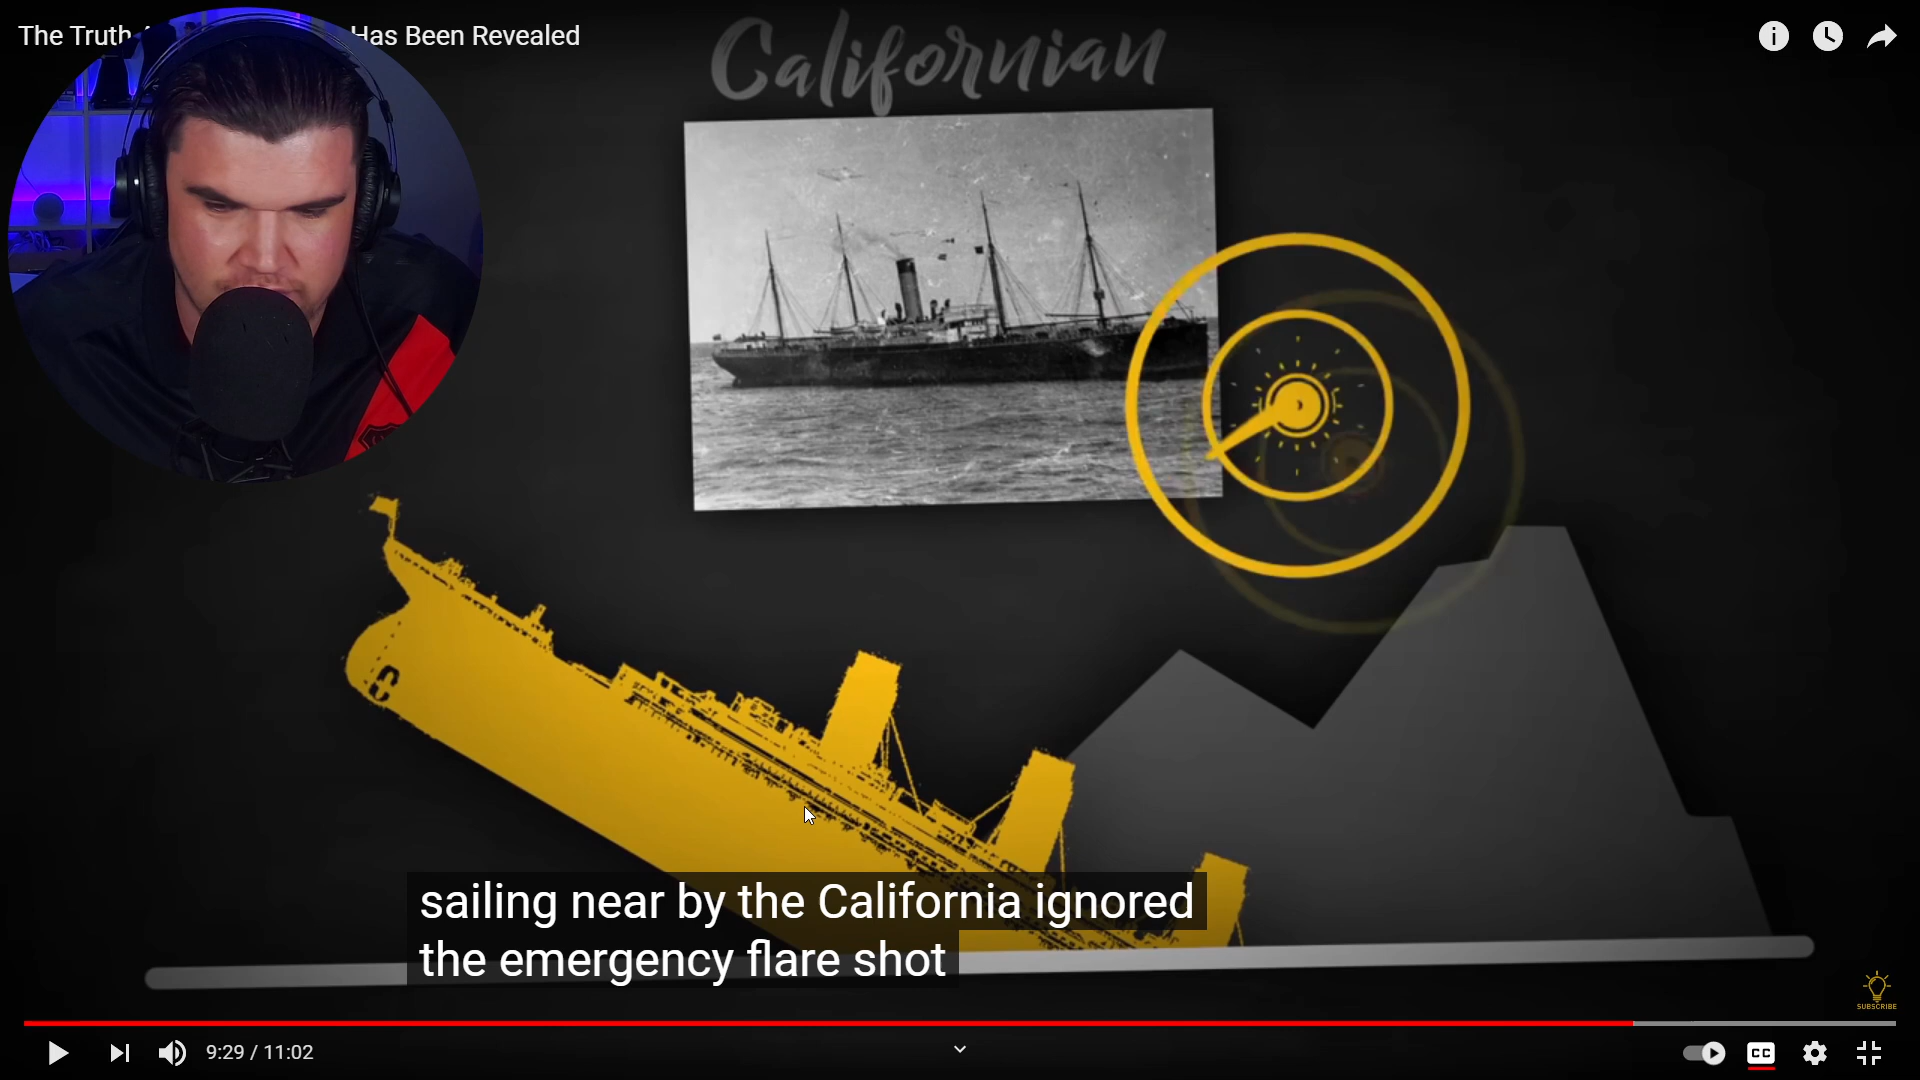 The Truth
Has Been Revealed
Californian
sailing near by the California ignored
the emergency flare shot
SUBSCRIBE
9:29 / 11:02
CC